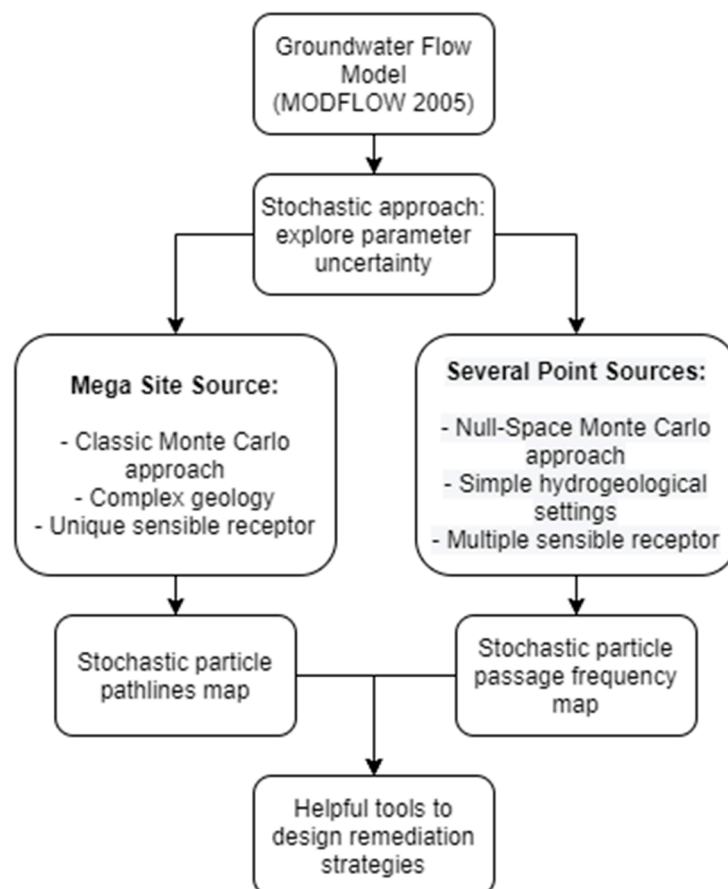 Groundwater Flow
Model
(MODFLOW 2005)
Stochastic approach:
explore parameter
uncertainty
Mega Site Source:
- Classic Monte Carlo
approach
- Complex geology
- Unique sensible receptor
Several Point Sources:
- Null-Space Monte Carlo
approach
- Simple hydrogeological
settings
- Multiple sensible receptor
Stochastic particle
pathlines map
Stochastic particle
passage frequency
map
Helpful tools to
design remediation
strategies